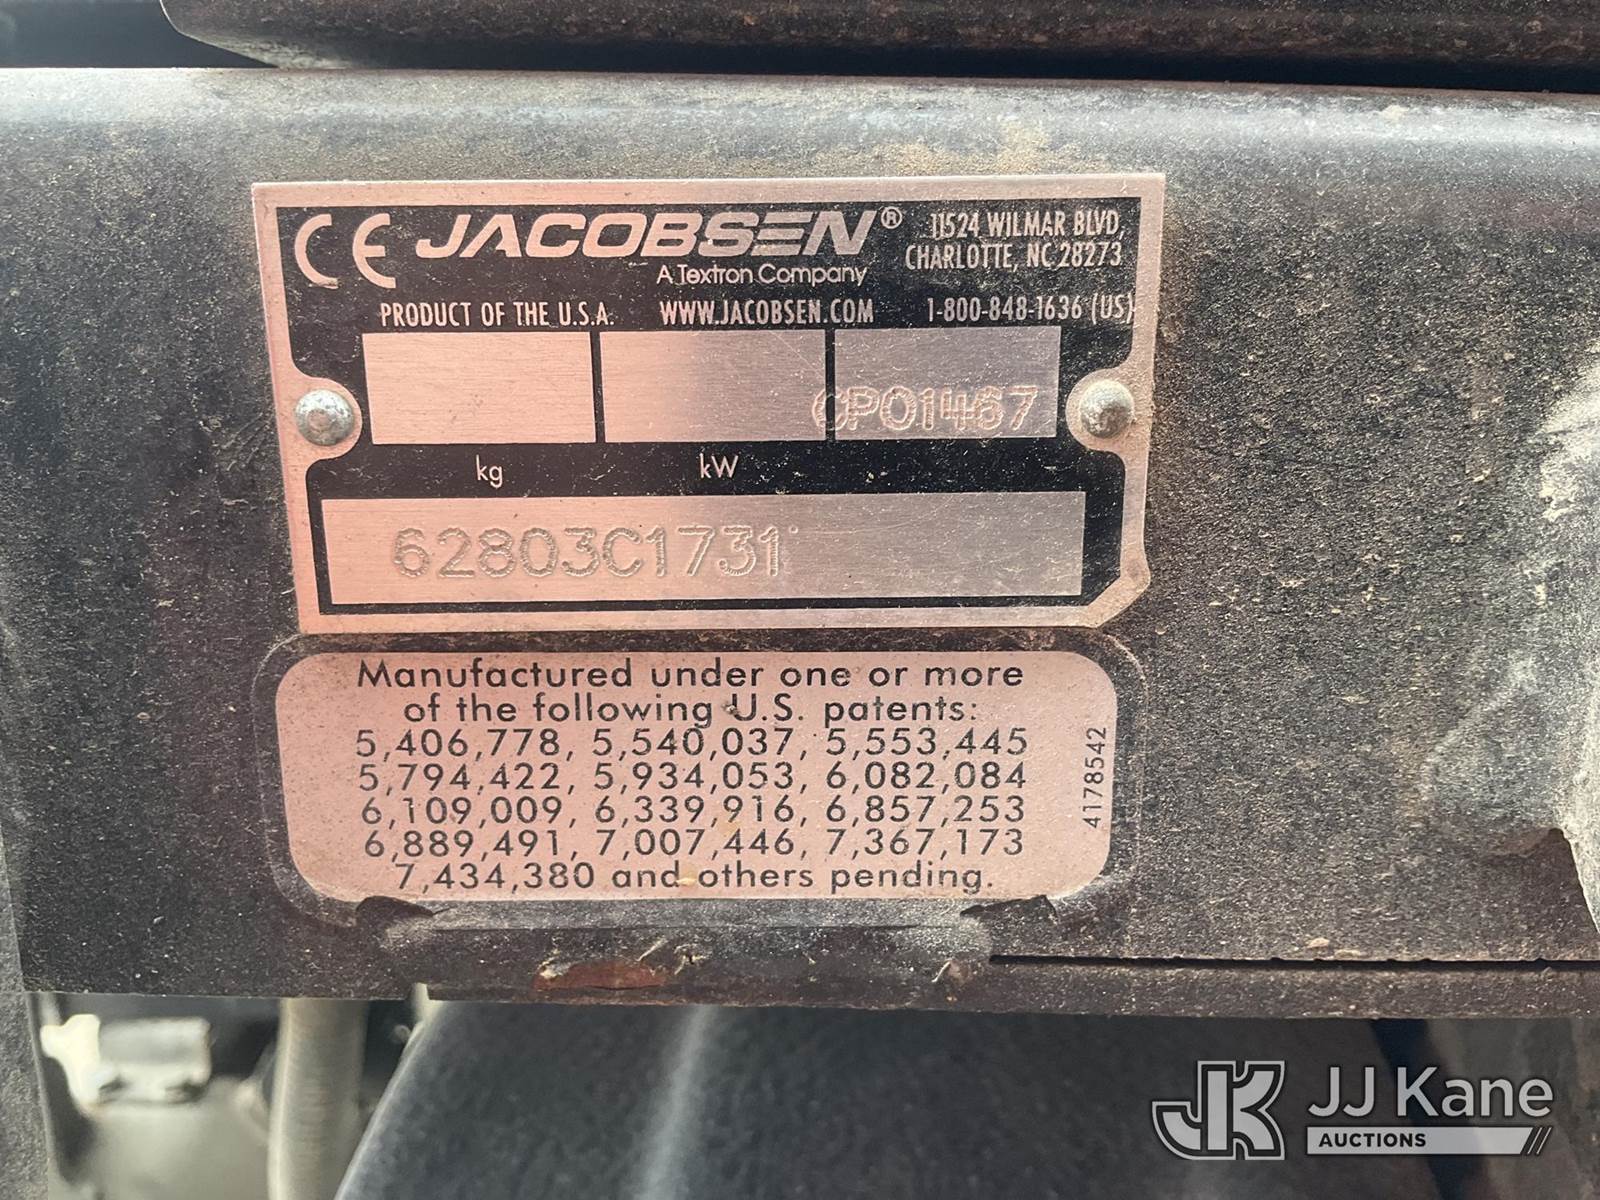 CE JACOBSEN® 11524 WILMAR BLVD,
A Textron Company CHARLOTTE, NC 28273
PRODUCT OF THE U.S.A. WWW.JACOBSEN.COM 1-800-848-1636 (US)
CP01467
kg kW
62803C1731
Manufactured under one or more
of the following U.S. patents:
5,406,778, 5,540,037, 5,553,445
5,794,422, 5,934,053, 6,082,084
6,109,009, 6,339,916, 6,857,253
6,889,491, 7,007,446, 7,367,173
7,434,380 and others pending.
4178542
JK JJ Kane
AUCTIONS